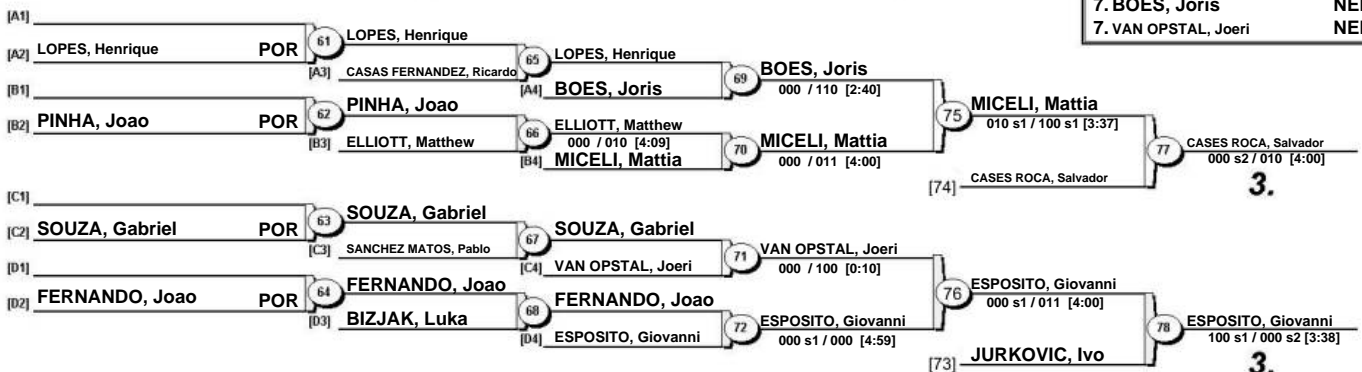 7. BOES, Joris
7. VAN OPSTAL, Joeri
[A1]
[A2] LOPES, Henrique POR
61
LOPES, Henrique
[A3] CASAS FERNANDEZ, Ricardo
65
LOPES, Henrique
[A4] BOES, Joris
69
BOES, Joris
000 / 110 [2:40]
[B1]
[B2] PINHA, Joao POR
62
PINHA, Joao
[B3] ELLIOTT, Matthew
66
ELLIOTT, Matthew
000 / 010 [4:09]
[B4] MICELI, Mattia
70
MICELI, Mattia
000 / 011 [4:00]
75
MICELI, Mattia
010 s1 / 100 s1 [3:37]
[74] CASES ROCA, Salvador
77
CASES ROCA, Salvador
000 s2 / 010 [4:00]
3.
[C1]
[C2] SOUZA, Gabriel POR
63
SOUZA, Gabriel
[C3] SANCHEZ MATOS, Pablo
67
SOUZA, Gabriel
[C4] VAN OPSTAL, Joeri
71
VAN OPSTAL, Joeri
000 / 100 [0:10]
[D1]
[D2] FERNANDO, Joao POR
64
FERNANDO, Joao
[D3] BIZJAK, Luka
68
FERNANDO, Joao
[D4] ESPOSITO, Giovanni
72
ESPOSITO, Giovanni
000 s1 / 000 [4:59]
76
ESPOSITO, Giovanni
000 s1 / 011 [4:00]
[73] JURKOVIC, Ivo
78
ESPOSITO, Giovanni
100 s1 / 000 s2 [3:38]
3.